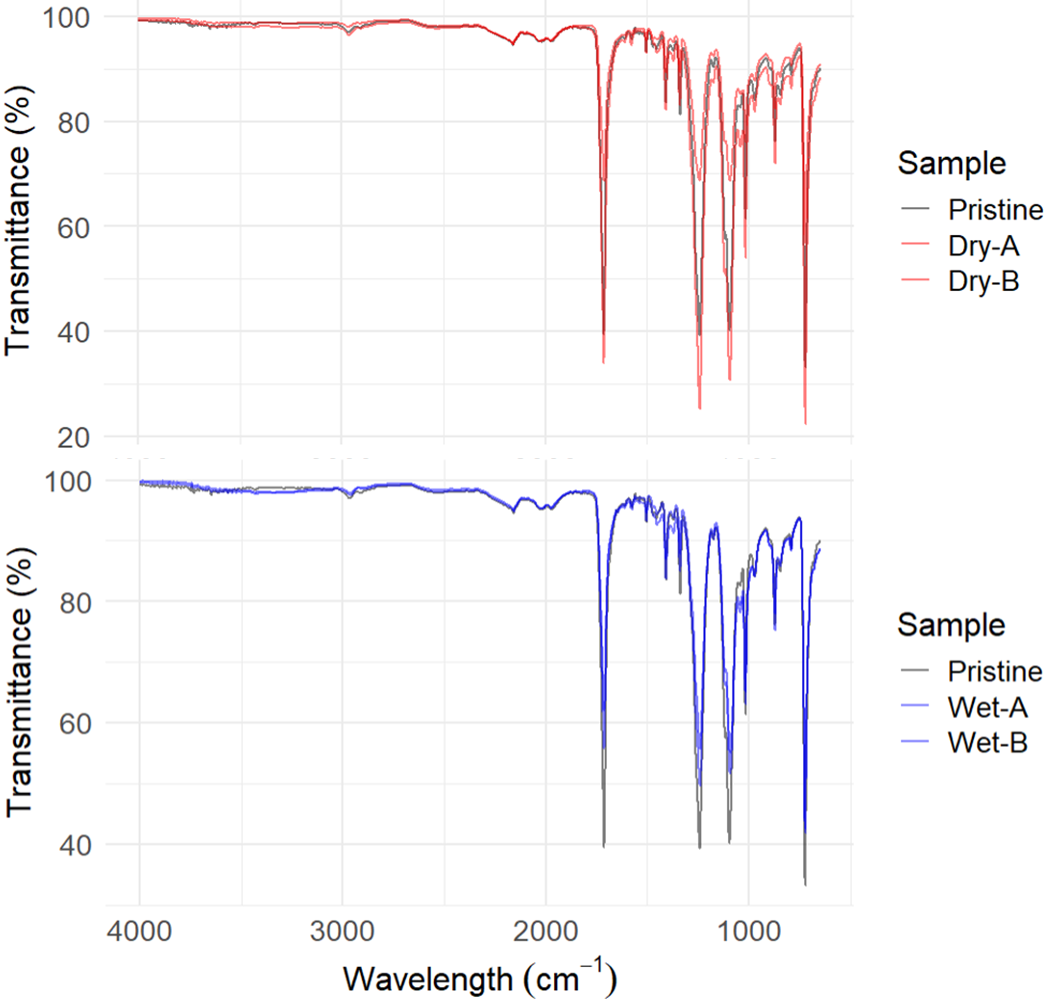 Transmittance (%)
100
80
60
40
20
Sample
Pristine
Dry-A
Dry-B
Transmittance (%)
100
80
60
40
Sample
Pristine
Wet-A
Wet-B
4000
3000
2000
1000
Wavelength (cm⁻¹)